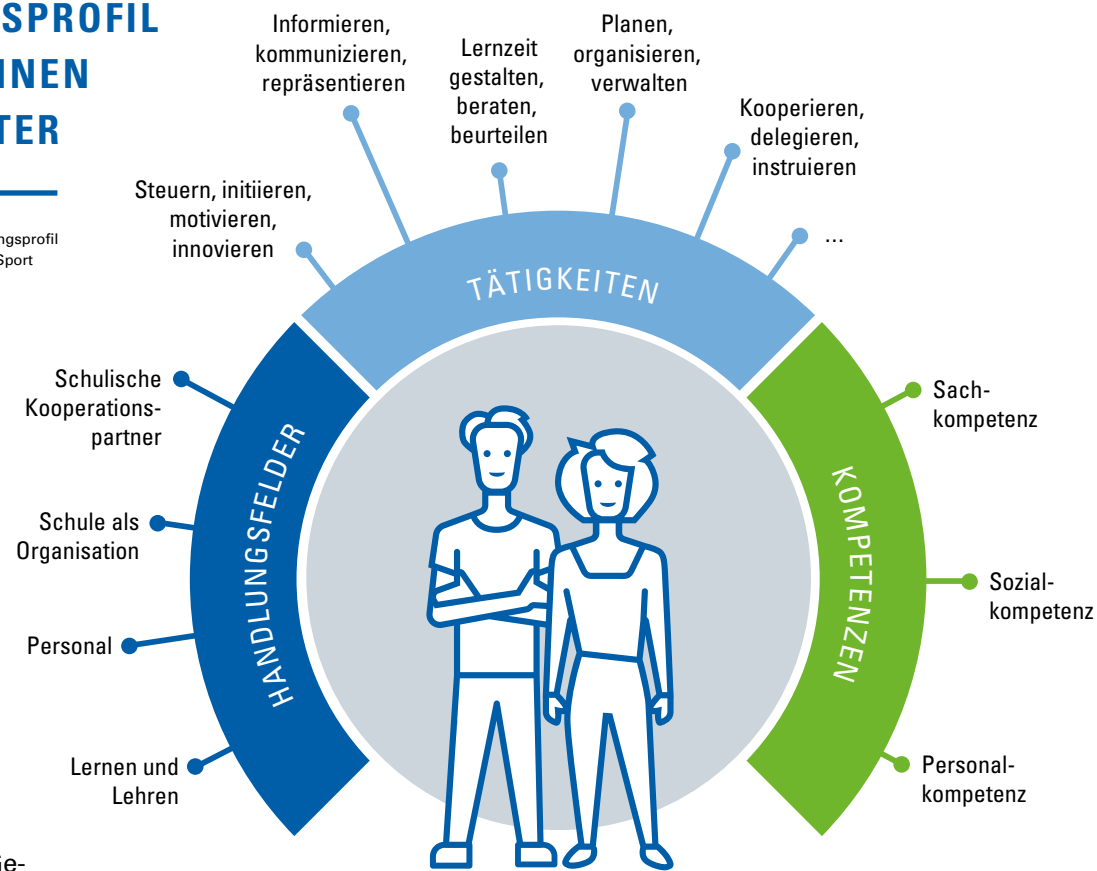 SPROFIL
INNEN
TER
ngsprofil
Sport
Informieren,
kommunizieren,
repräsentieren
Lernzeit
gestalten,
beraten,
beurteilen
Planen,
organisieren,
verwalten
Kooperieren,
delegieren,
instruieren
...
Steuern, initiieren,
motivieren,
innovieren
TÄTIGKEITEN
Schulische
Kooperations-
partner
Schule als
Organisation
Personal
Lernen und
Lehren
HANDLUNGSFELDER
KOMPETENZEN
Sach-
kompetenz
Sozial-
kompetenz
Personal-
kompetenz